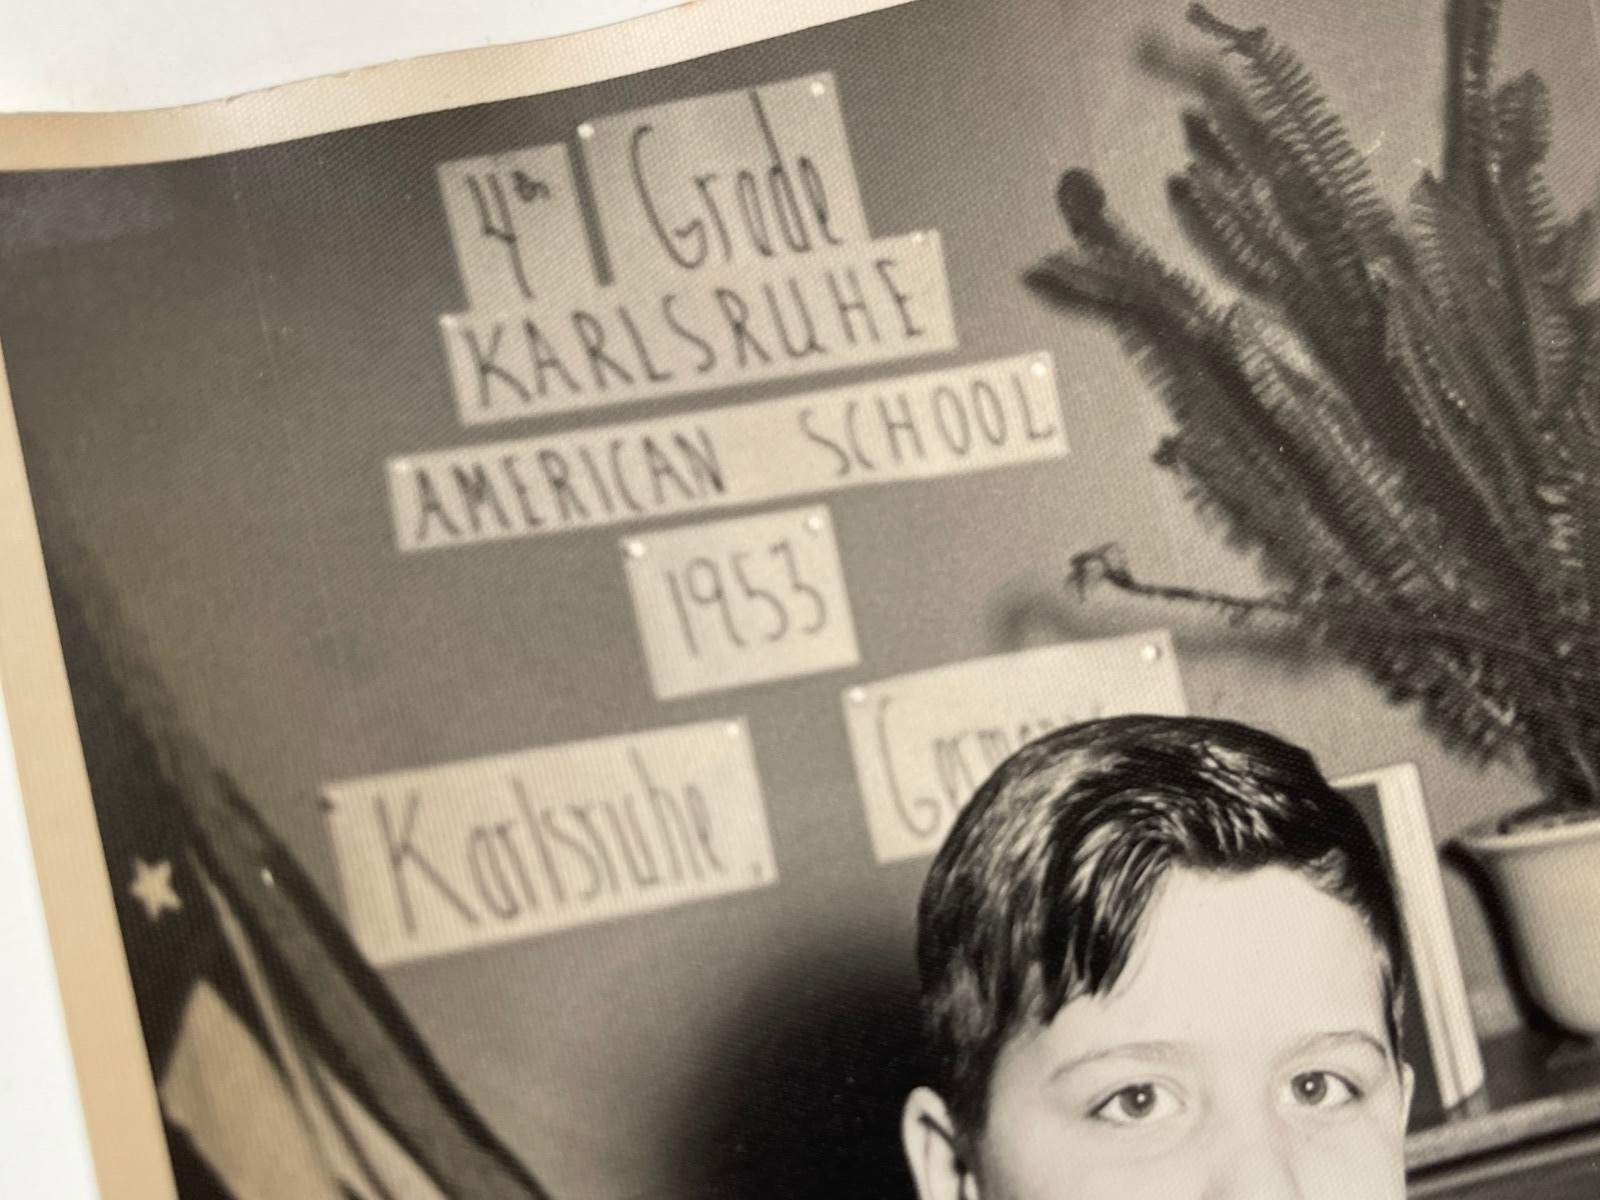 4th Grade
KARLSRUHE
AMERICAN SCHOOL
1953
Karlsruhe